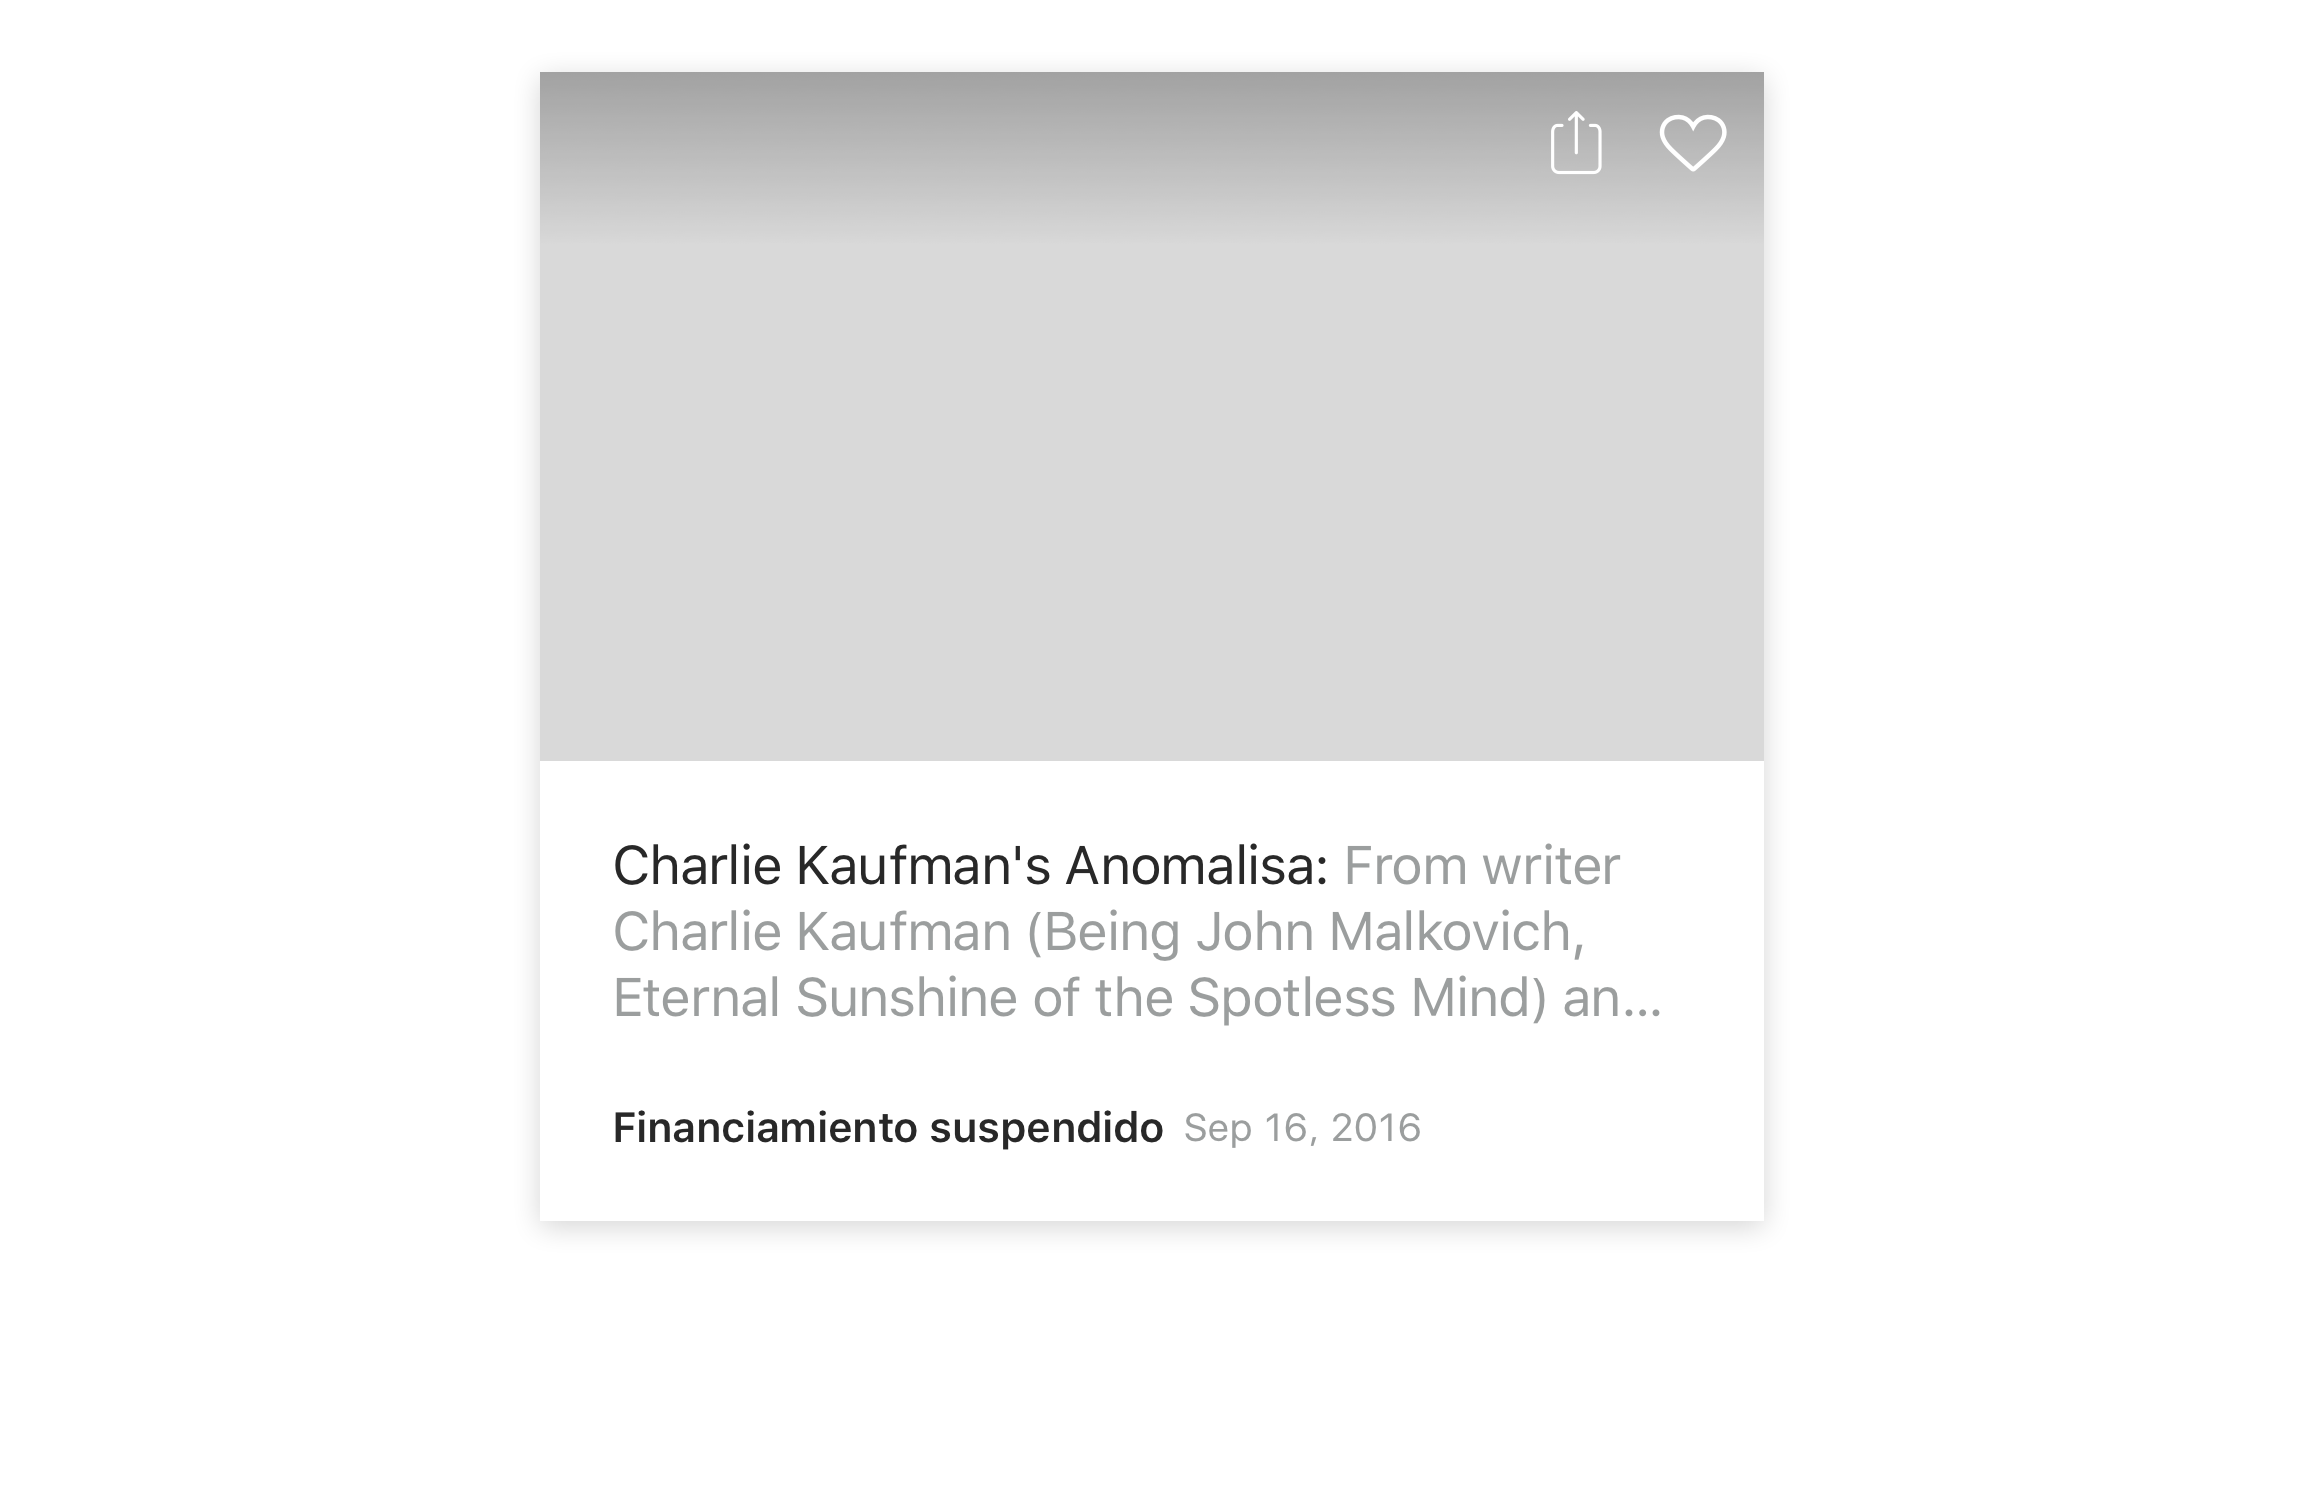 Charlie Kaufman's Anomalisa: From writer
Charlie Kaufman (Being John Malkovich,
Eternal Sunshine of the Spotless Mind) an...
Financiamiento suspendido Sep 16, 2016